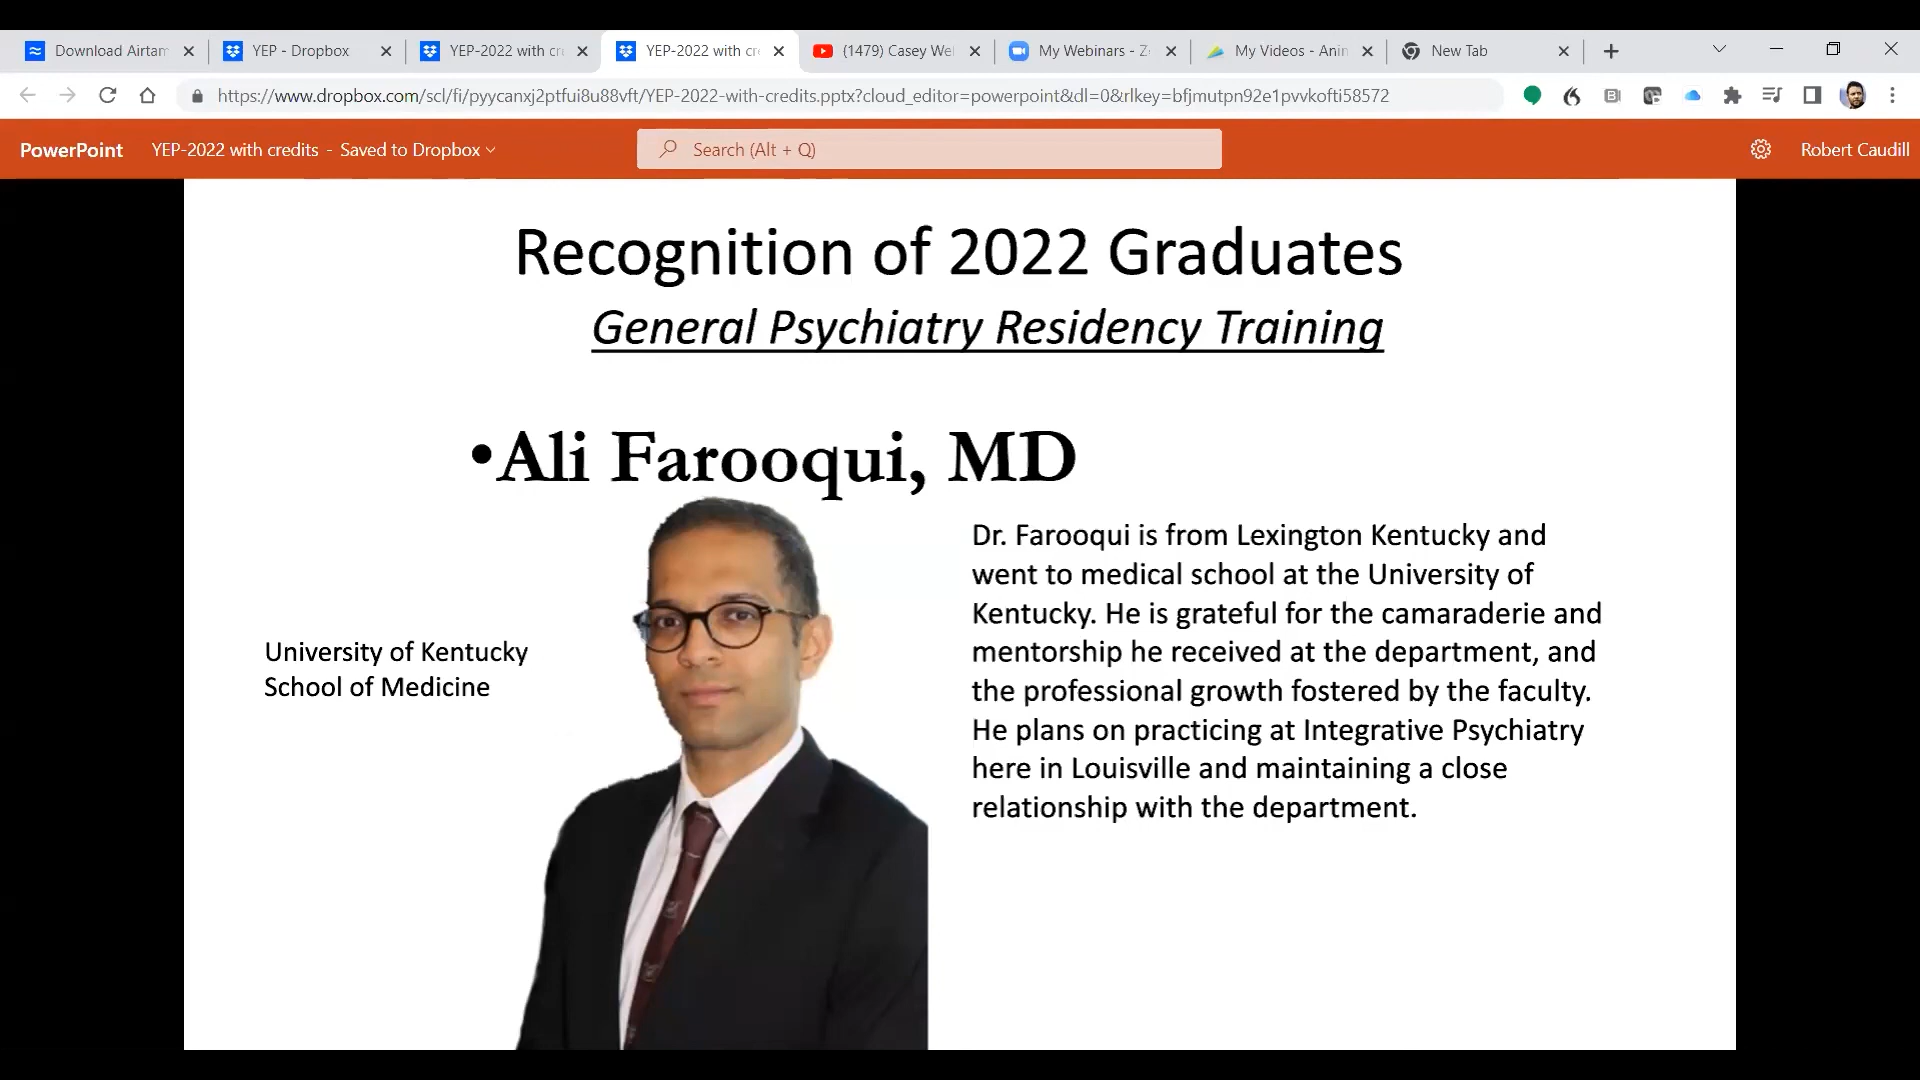 Download Airtam
YEP - Dropbox
YEP-2022 with cr
YEP-2022 with cr
(1479) Casey Wel
My Webinars - Z
My Videos - Anin
New Tab
https://www.dropbox.com/scl/fi/pyycanxj2ptfui8u88vft/YEP-2022-with-credits.pptx?cloud_editor=powerpoint&dl=0&rlkey=bfjmutpn92e1pvvkofti58572
PowerPoint YEP-2022 with credits - Saved to Dropbox
Search (Alt + Q)
Robert Caudill
Recognition of 2022 Graduates
General Psychiatry Residency Training
•Ali Farooqui, MD
University of Kentucky
School of Medicine
Dr. Farooqui is from Lexington Kentucky and
went to medical school at the University of
Kentucky. He is grateful for the camaraderie and
mentorship he received at the department, and
the professional growth fostered by the faculty.
He plans on practicing at Integrative Psychiatry
here in Louisville and maintaining a close
relationship with the department.